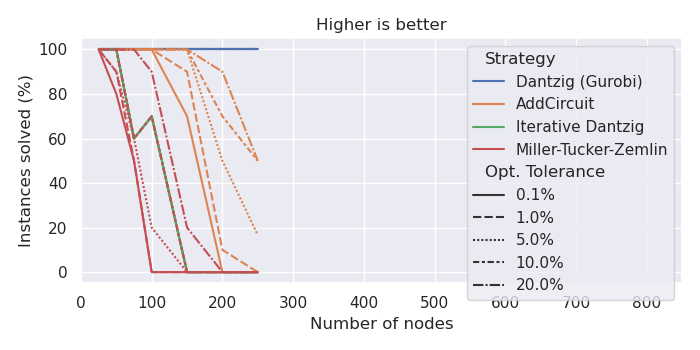 Higher is better
Instances solved (%)
100
80
60
40
20
0
Strategy
Dantzig (Gurobi)
AddCircuit
Iterative Dantzig
Miller-Tucker-Zemlin
Opt. Tolerance
0.1%
1.0%
5.0%
10.0%
20.0%
0 100 200 300 400 500 600 700 800
Number of nodes